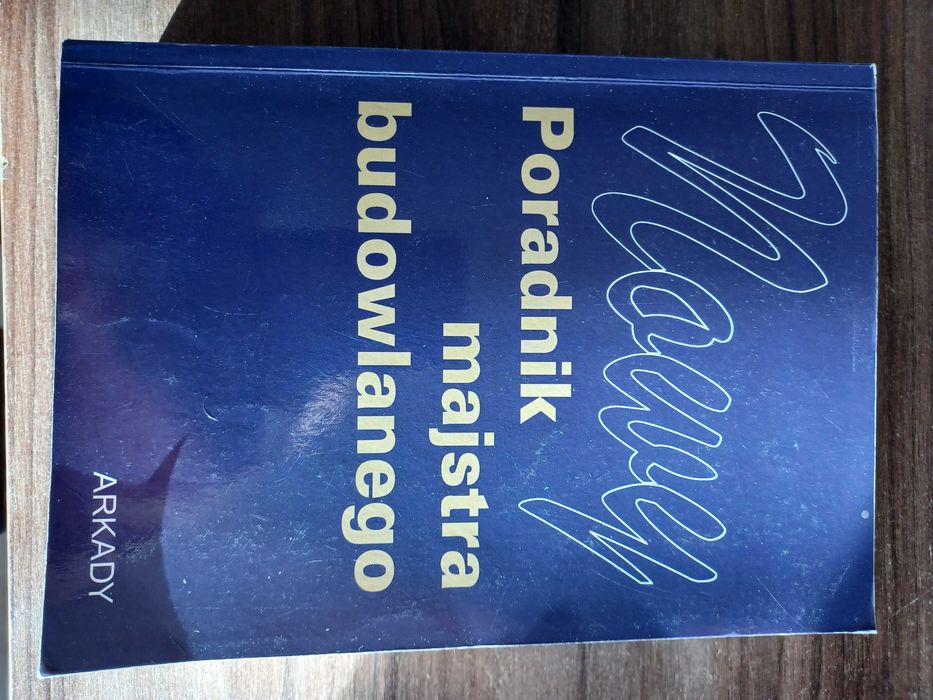 Nowy
Poradnik
majstra
budowlanego
ARKADY